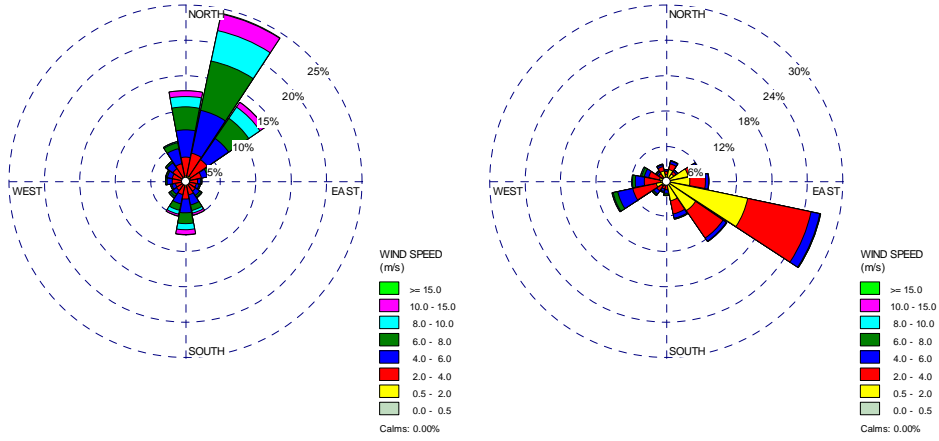 NORTH
25%
20%
15%
10%
5%
WEST
EAST
SOUTH
WIND SPEED
(m/s)
>= 15.0
10.0 - 15.0
8.0 - 10.0
6.0 - 8.0
4.0 - 6.0
2.0 - 4.0
0.5 - 2.0
0.0 - 0.5
Calms: 0.00%
NORTH
30%
24%
18%
12%
6%
WEST
EAST
SOUTH
WIND SPEED
(m/s)
>= 15.0
10.0 - 15.0
8.0 - 10.0
6.0 - 8.0
4.0 - 6.0
2.0 - 4.0
0.5 - 2.0
0.0 - 0.5
Calms: 0.00%